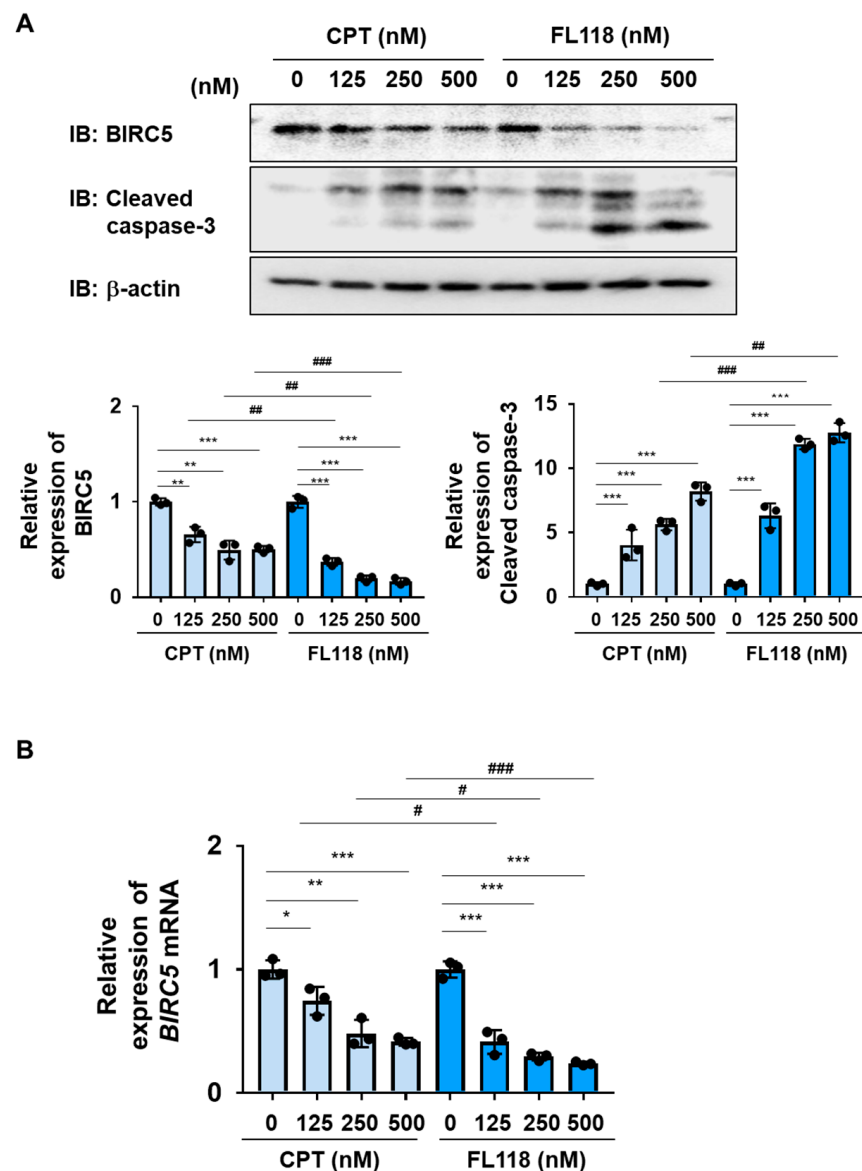 A
CPT (nM) FL118 (nM)
(nM) 0 125 250 500 0 125 250 500
IB: BIRC5
IB: Cleaved
caspase-3
IB: β-actin
###
##
##
***
**
**
***
***
***
Relative
expression of
BIRC5
2
1
0
0 125 250 500 0 125 250 500
CPT (nM) FL118 (nM)
##
###
***
***
***
***
***
***
Relative
expression of
Cleaved caspase-3
15
10
5
0
0 125 250 500 0 125 250 500
CPT (nM) FL118 (nM)
B
###
#
#
***
**
*
***
***
***
Relative
expression of
BIRC5 mRNA
2
1
0
0 125 250 500 0 125 250 500
CPT (nM) FL118 (nM)